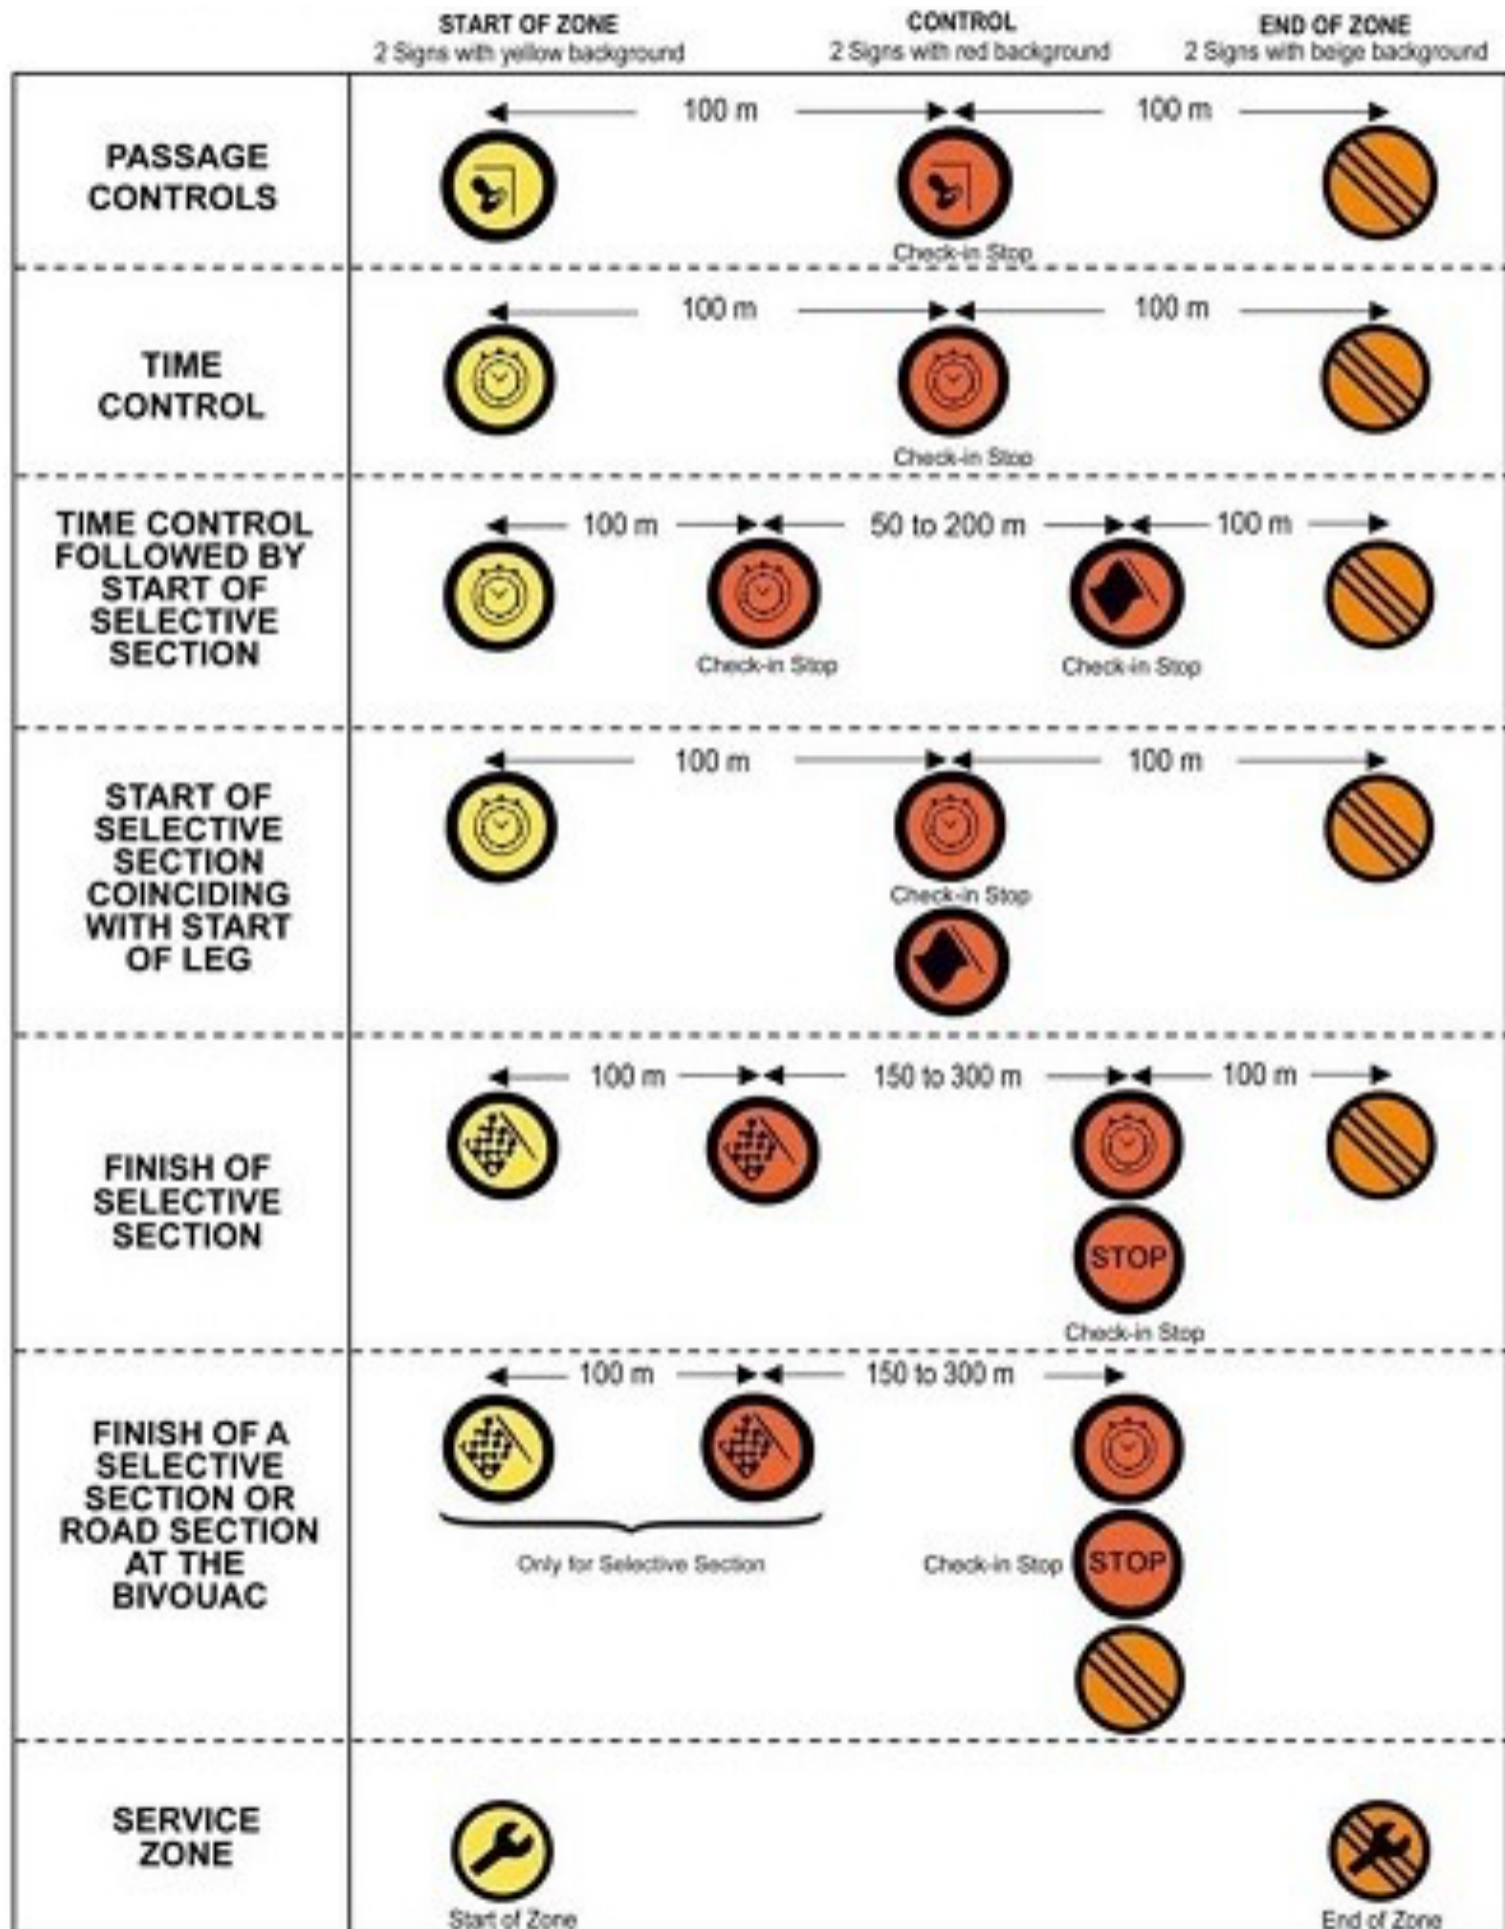 START OF ZONE
2 Signs with yellow background
CONTROL
2 Signs with red background
END OF ZONE
2 Signs with beige background
PASSAGE
CONTROLS
100 m
100 m
Check-in Stop
TIME
CONTROL
100 m
100 m
Check-in Stop
TIME CONTROL
FOLLOWED BY
START OF
SELECTIVE
SECTION
100 m
50 to 200 m
100 m
Check-in Stop
Check-in Stop
START OF
SELECTIVE
SECTION
COINCIDING
WITH START
OF LEG
100 m
100 m
Check-in Stop
FINISH OF
SELECTIVE
SECTION
100 m
150 to 300 m
100 m
STOP
Check-in Stop
FINISH OF A
SELECTIVE
SECTION OR
ROAD SECTION
AT THE
BIVOUAC
100 m
150 to 300 m
Only for Selective Section
Check-in Stop
STOP
SERVICE
ZONE
Start of Zone
End of Zone